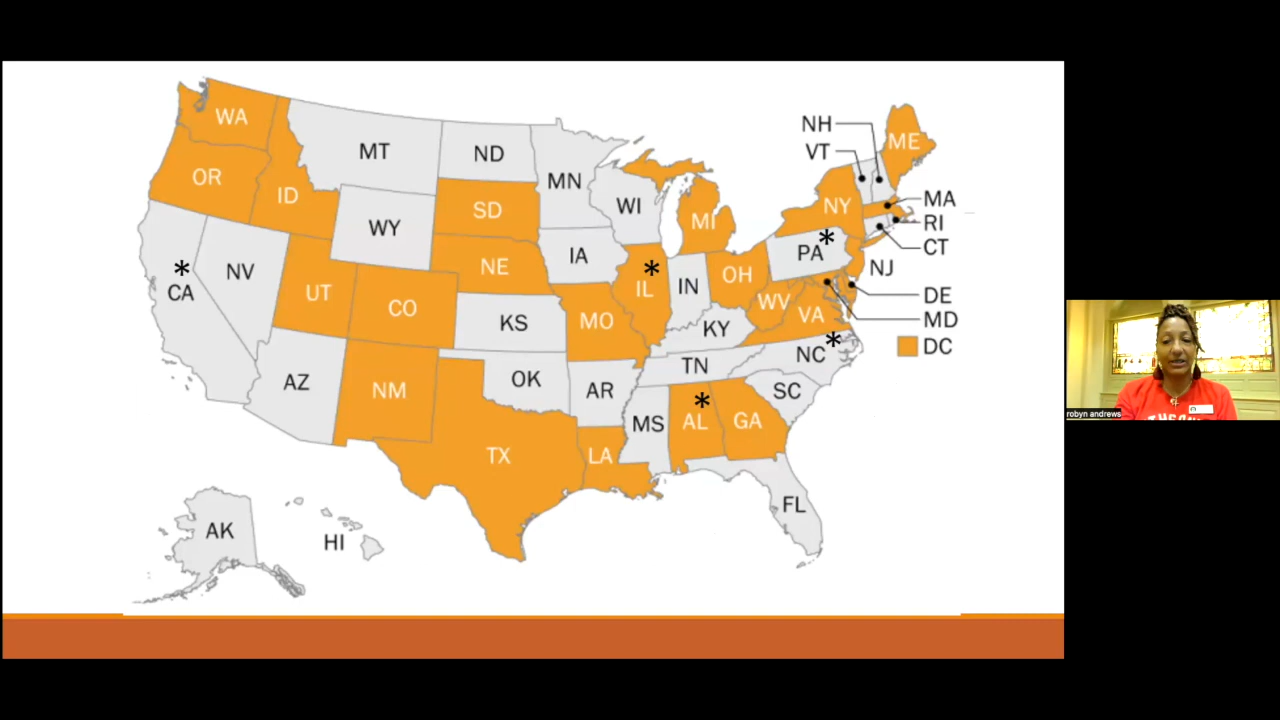 WA
MT
ND
MN
OR
ID
SD
WI
MI
WY
NE
IA
CA
*
NV
UT
CO
KS
MO
IL
*
IN
OH
KY
WV
VA
PA
*
NY
NH
VT
ME
MA
RI
CT
NJ
DE
MD
DC
NC
*
TN
SC
AZ
NM
OK
AR
MS
AL
*
GA
TX
LA
FL
AK
HI
robyn andrews